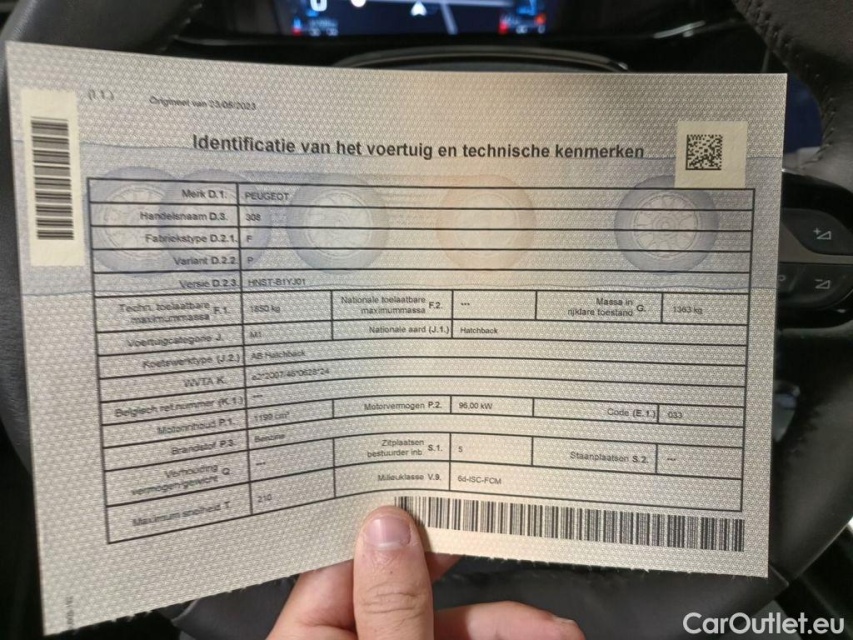 (I.1.)
Origineel van 23/06/2023
Identificatie van het voertuig en technische kenmerken
Merk D.1. PEUGEOT
Handelsnaam D.3. 308
Fabriekstype D.2.1. F
Variant D.2.2. P
Versie D.2.3. HNST-B1YJ01
Techn. toelaatbare maximummassa F.1. 1850 kg Nationale toelaatbare maximummassa F.2. --- Massa in rijklare toestand G. 1363 kg
Voertuigcategorie J. M1 Nationale aard (J.1.) Hatchback
Koetswerktype (J.2.) AB Hatchback
WVTA K. e2*2007/46*0628*24
Belgisch ref.nummer (K.1.) ---
Motorinhoud P.1. 1199 cm³ Motorvermogen P.2. 96,00 kW Code (E.1.) 033
Brandstof P.3. Benzine
Verhouding vermogen/gewicht Q. --- Zitplaatsen bestuurder inb. S.1. 5 Staanplaatsen S.2. ---
Maximum snelheid T. 210 Milieuklasse V.9. 6d-ISC-FCM
CarOutlet.eu